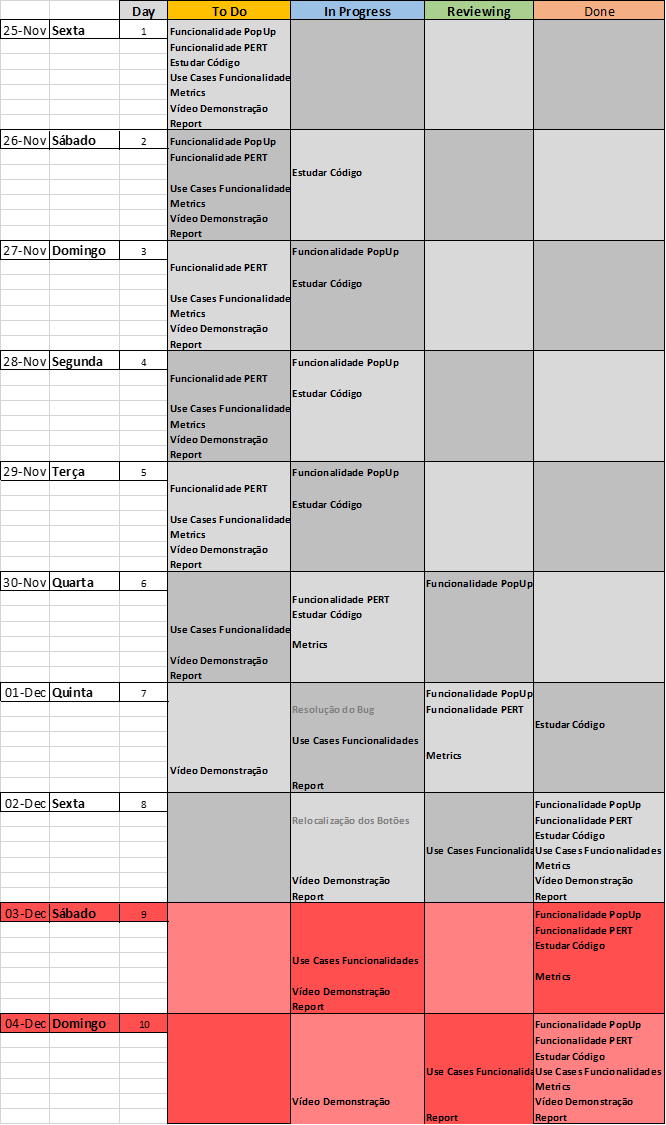 Day To Do In Progress Reviewing Done
25-Nov Sexta 1 Funcionalidade PopUp
Funcionalidade PERT
Estudar Código
Use Cases Funcionalidade
Metrics
Vídeo Demonstração
Report
26-Nov Sábado 2 Funcionalidade PopUp
Funcionalidade PERT
Estudar Código
Use Cases Funcionalidade
Metrics
Vídeo Demonstração
Report
27-Nov Domingo 3 Funcionalidade PopUp
Funcionalidade PERT
Estudar Código
Use Cases Funcionalidade
Metrics
Vídeo Demonstração
Report
28-Nov Segunda 4 Funcionalidade PopUp
Funcionalidade PERT
Estudar Código
Use Cases Funcionalidade
Metrics
Vídeo Demonstração
Report
29-Nov Terça 5 Funcionalidade PopUp
Funcionalidade PERT
Estudar Código
Use Cases Funcionalidade
Metrics
Vídeo Demonstração
Report
30-Nov Quarta 6 Funcionalidade PopUp
Funcionalidade PERT
Estudar Código
Use Cases Funcionalidade
Metrics
Vídeo Demonstração
Report
01-Dec Quinta 7 Funcionalidade PopUp
Resolução do Bug Funcionalidade PERT
Estudar Código
Use Cases Funcionalidades
Metrics
Vídeo Demonstração
Report
02-Dec Sexta 8 Funcionalidade PopUp
Relocalização dos Botões Funcionalidade PERT
Estudar Código
Use Cases Funcionalida Use Cases Funcionalidades
Metrics
Vídeo Demonstração Vídeo Demonstração
Report Report
03-Dec Sábado 9 Funcionalidade PopUp
Funcionalidade PERT
Estudar Código
Use Cases Funcionalidades
Metrics
Vídeo Demonstração
Report
04-Dec Domingo 10 Funcionalidade PopUp
Funcionalidade PERT
Estudar Código
Use Cases Funcionalida Use Cases Funcionalidades
Metrics
Vídeo Demonstração Vídeo Demonstração
Report Report